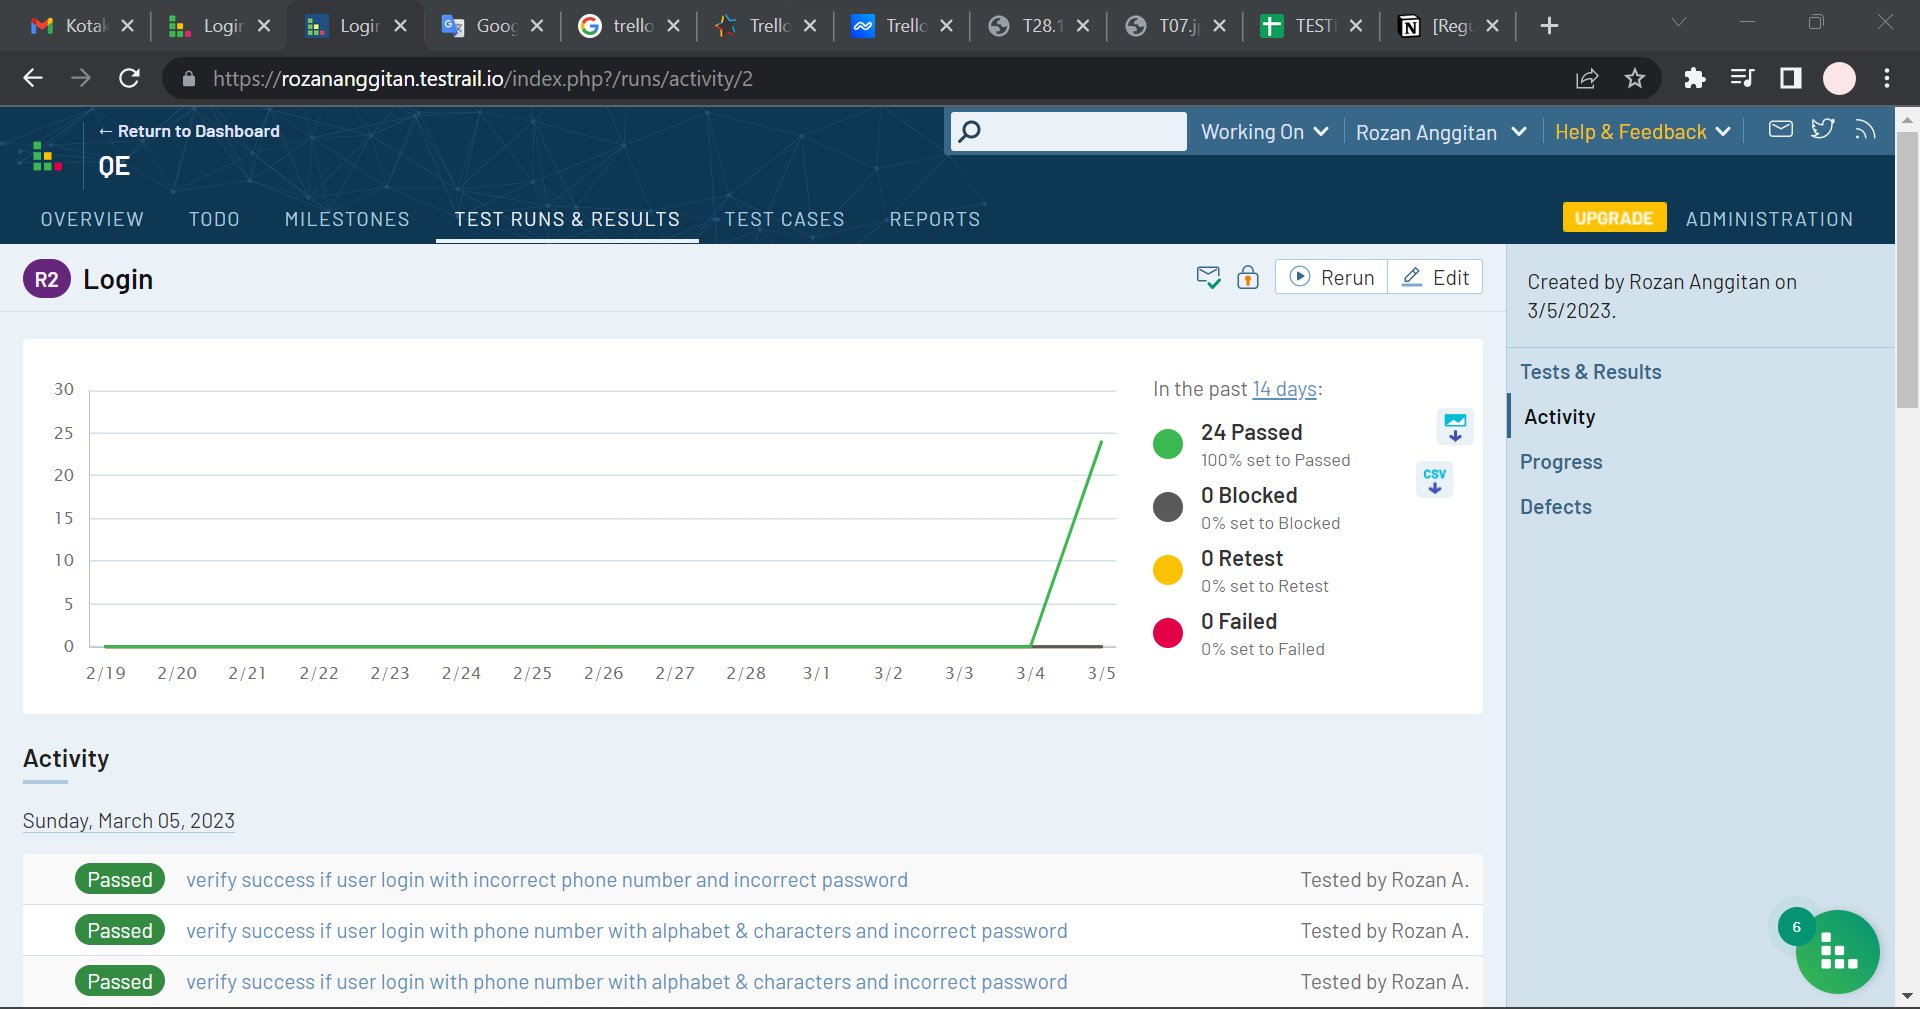 Kotak
Login
Login
Goog
trello
Trello
Trello
T28.1
T07.j
TEST
[Regu
https://rozananggitan.testrail.io/index.php?/runs/activity/2
← Return to Dashboard
QE
Working On
Rozan Anggitan
Help & Feedback
OVERVIEW
TODO
MILESTONES
TEST RUNS & RESULTS
TEST CASES
REPORTS
UPGRADE
ADMINISTRATION
R2
Login
Rerun
Edit
Created by Rozan Anggitan on
3/5/2023.
Tests & Results
Activity
Progress
Defects
30
25
20
15
10
5
0
2/19 2/20 2/21 2/22 2/23 2/24 2/25 2/26 2/27 2/28 3/1 3/2 3/3 3/4 3/5
In the past 14 days:
24 Passed
100% set to Passed
0 Blocked
0% set to Blocked
0 Retest
0% set to Retest
0 Failed
0% set to Failed
CSV
Activity
Sunday, March 05, 2023
Passed verify success if user login with incorrect phone number and incorrect password Tested by Rozan A.
Passed verify success if user login with phone number with alphabet & characters and incorrect password Tested by Rozan A.
Passed verify success if user login with phone number with alphabet & characters and incorrect password Tested by Rozan A.
6